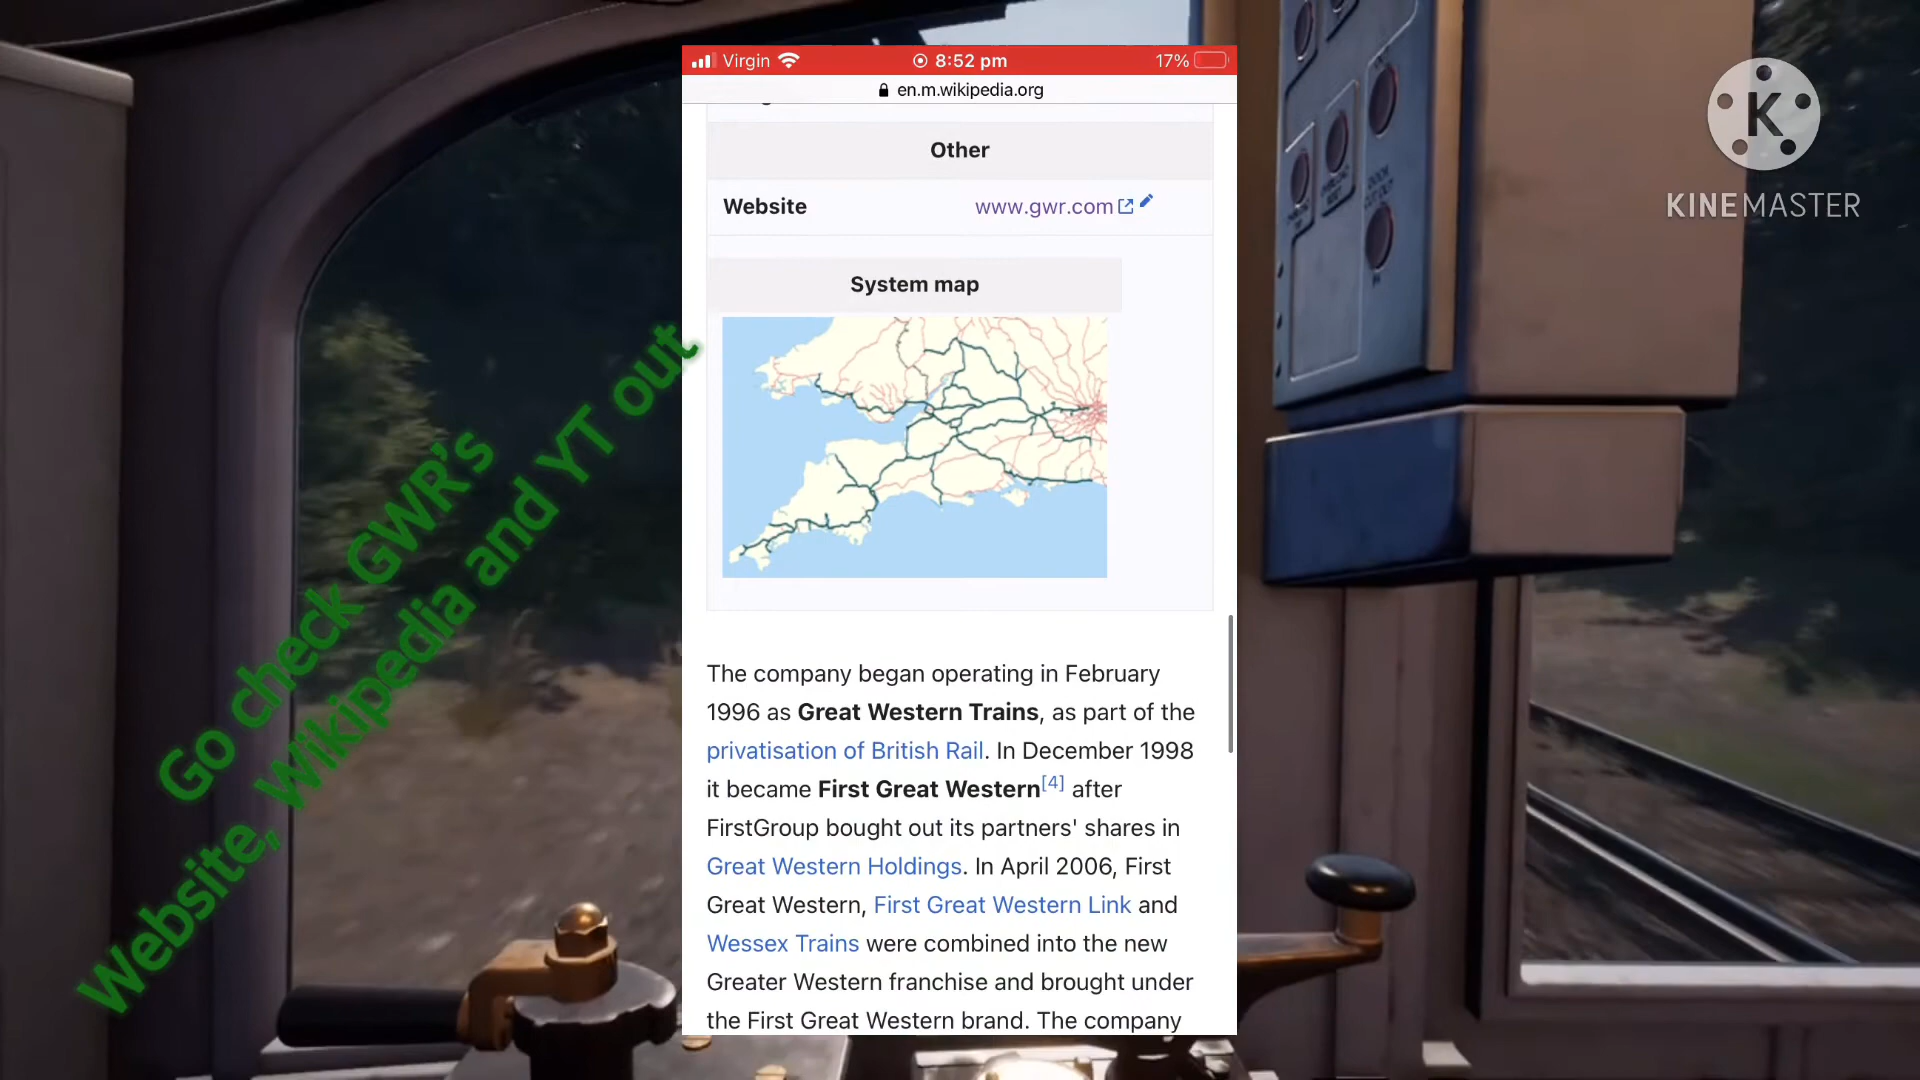 Virgin
8:52 pm
17%
en.m.wikipedia.org
Other
Website
www.gwr.com
System map
The company began operating in February
1996 as Great Western Trains, as part of the
privatisation of British Rail. In December 1998
it became First Great Western[4] after
FirstGroup bought out its partners' shares in
Great Western Holdings. In April 2006, First
Great Western, First Great Western Link and
Wessex Trains were combined into the new
Greater Western franchise and brought under
the First Great Western brand. The company
Go check GWR's
Website, Wikipedia and YT out
K
KINEMASTER